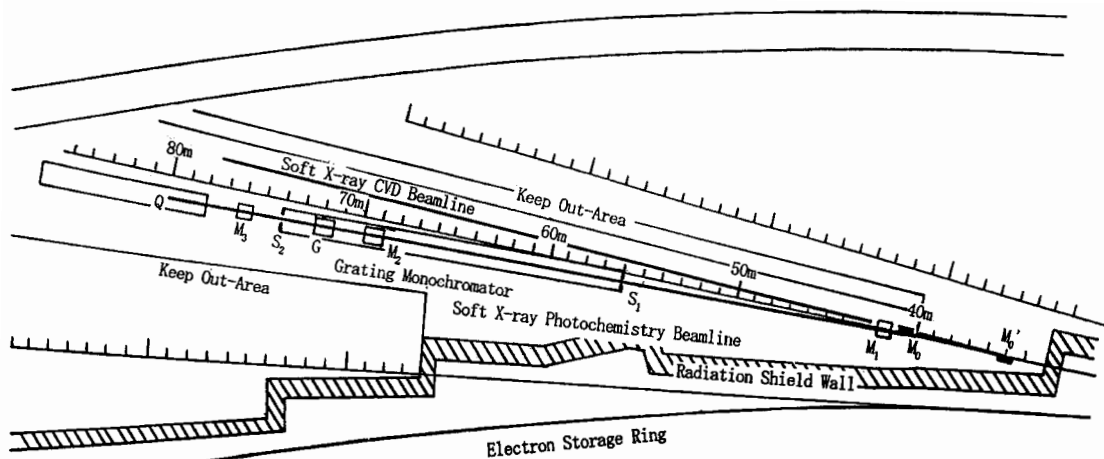 80m
Soft X-ray CVD Beamline
Keep Out-Area
70m
60m
50m
40m
Q
M₃
S₂
G
M₂
S₁
M₁
M₀
M₀'
Grating Monochromator
Keep Out-Area
Soft X-ray Photochemistry Beamline
Radiation Shield Wall
Electron Storage Ring